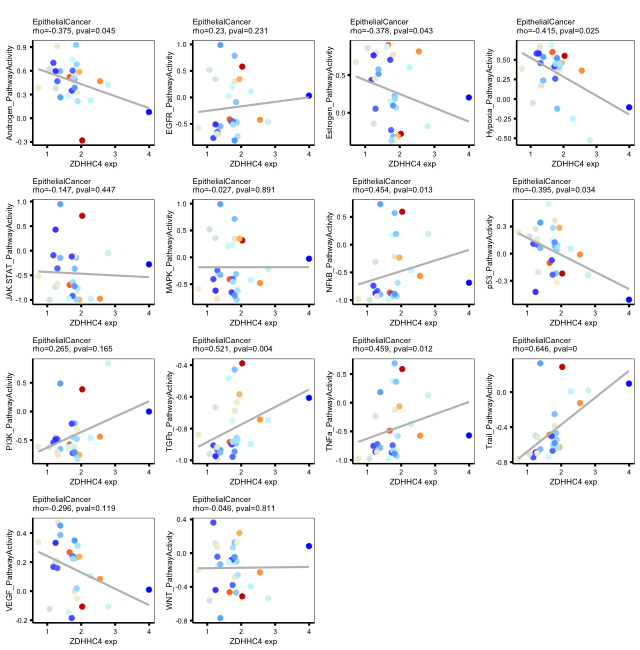 EpithelialCancer
rho=-0.375, pval=0.045
Androgen_PathwayActivity
0.9
0.6
0.3
0.0
-0.3
1 2 3 4
ZDHHC4 exp
EpithelialCancer
rho=0.23, pval=0.231
EGFR_PathwayActivity
1.0
0.5
0.0
-0.5
1 2 3 4
ZDHHC4 exp
EpithelialCancer
rho=-0.378, pval=0.043
Estrogen_PathwayActivity
0.5
0.0
1 2 3 4
ZDHHC4 exp
EpithelialCancer
rho=-0.415, pval=0.025
Hypoxia_PathwayActivity
0.50
0.25
0.00
-0.25
-0.50
1 2 3 4
ZDHHC4 exp
EpithelialCancer
rho=-0.147, pval=0.447
JAK-STAT_PathwayActivity
1.0
0.5
0.0
-0.5
-1.0
1 2 3 4
ZDHHC4 exp
EpithelialCancer
rho=-0.027, pval=0.891
MAPK_PathwayActivity
1.0
0.5
0.0
-0.5
1 2 3 4
ZDHHC4 exp
EpithelialCancer
rho=0.454, pval=0.013
NFkB_PathwayActivity
0.5
0.0
-0.5
-1.0
1 2 3 4
ZDHHC4 exp
EpithelialCancer
rho=-0.395, pval=0.034
p53_PathwayActivity
0.3
0.0
-0.3
1 2 3 4
ZDHHC4 exp
EpithelialCancer
rho=0.265, pval=0.165
PI3K_PathwayActivity
0.5
0.0
-0.5
1 2 3 4
ZDHHC4 exp
EpithelialCancer
rho=0.521, pval=0.004
TGFb_PathwayActivity
-0.4
-0.6
-0.8
-1.0
1 2 3 4
ZDHHC4 exp
EpithelialCancer
rho=0.459, pval=0.012
TNFa_PathwayActivity
0.5
0.0
-0.5
-1.0
1 2 3 4
ZDHHC4 exp
EpithelialCancer
rho=0.646, pval=0
Trail_PathwayActivity
0.0
-0.4
-0.8
1 2 3 4
ZDHHC4 exp
EpithelialCancer
rho=-0.296, pval=0.119
VEGF_PathwayActivity
0.4
0.2
0.0
-0.2
1 2 3 4
ZDHHC4 exp
EpithelialCancer
rho=-0.046, pval=0.811
WNT_PathwayActivity
0.4
0.0
-0.4
-0.8
1 2 3 4
ZDHHC4 exp